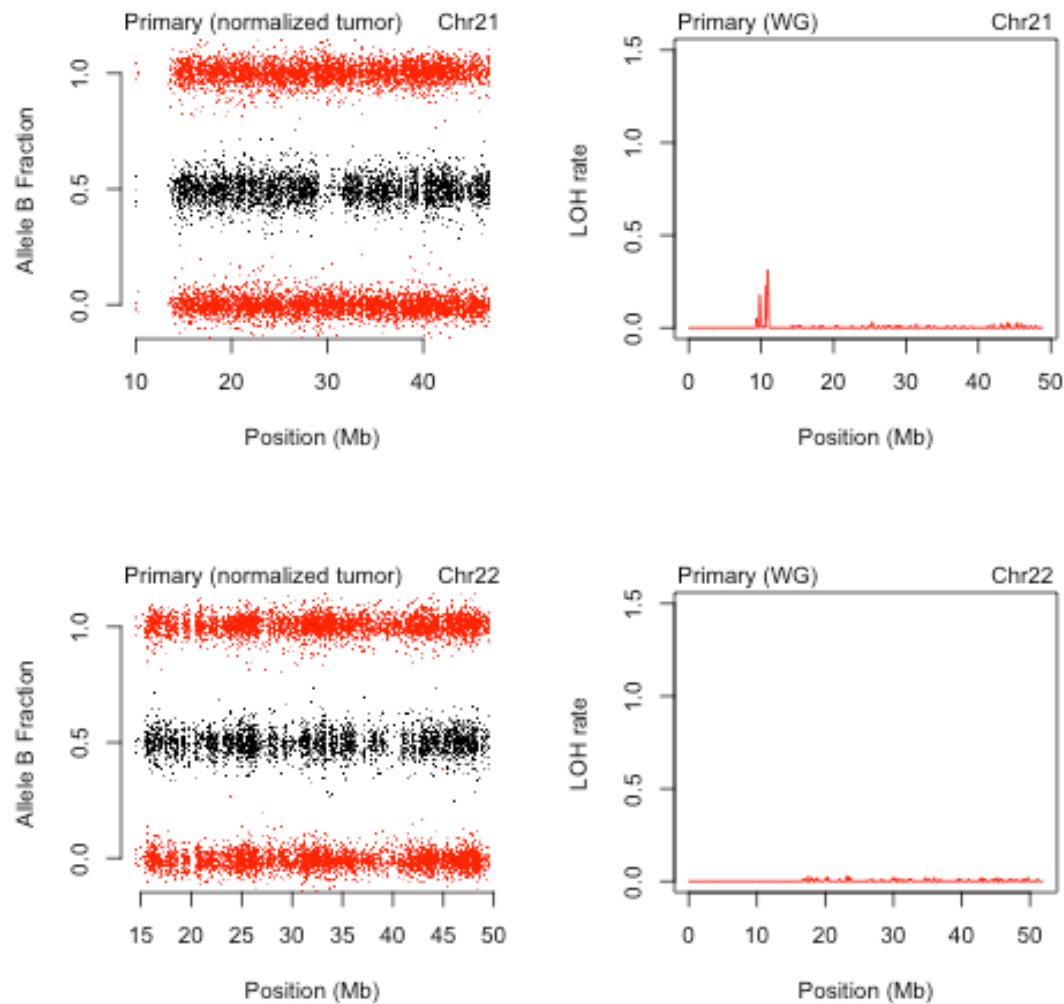 Primary (normalized tumor) Chr21
Allele B Fraction
1.0
0.5
0.0
10 20 30 40
Position (Mb)
Primary (WG) Chr21
LOH rate
1.5
1.0
0.5
0.0
0 10 20 30 40 50
Position (Mb)
Primary (normalized tumor) Chr22
Allele B Fraction
1.0
0.5
0.0
15 20 25 30 35 40 45 50
Position (Mb)
Primary (WG) Chr22
LOH rate
1.5
1.0
0.5
0.0
0 10 20 30 40 50
Position (Mb)